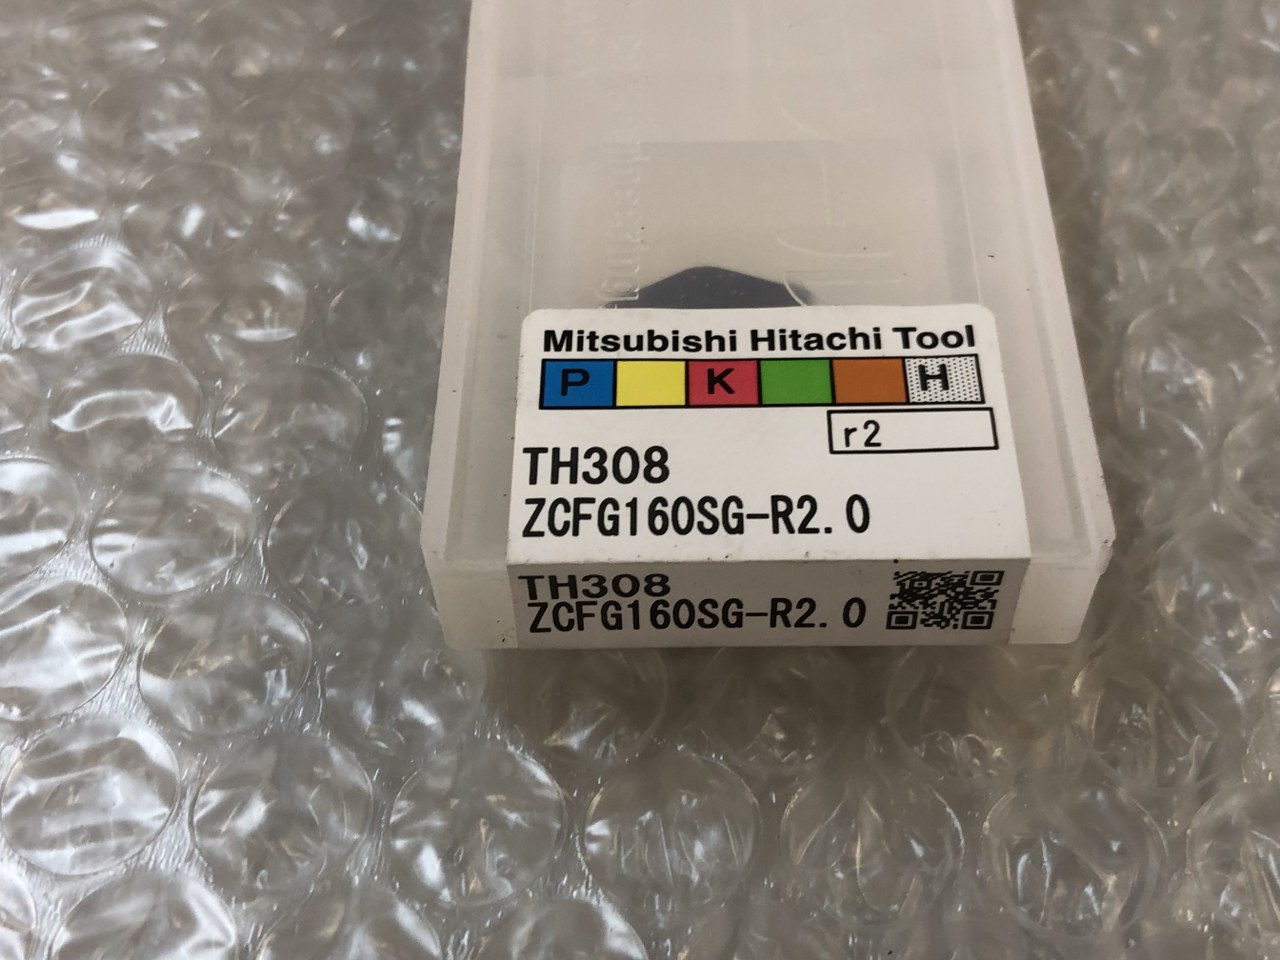 Mitsubishi Hitachi Tool
P K H
r2
TH308
ZCFG160SG-R2.0
TH308
ZCFG160SG-R2.0